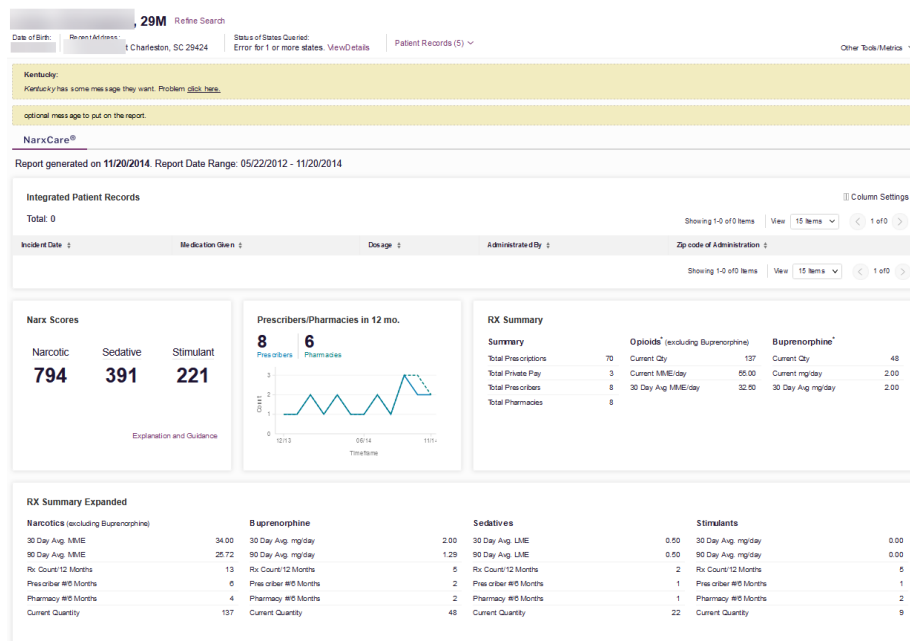 , 29M Refine Search
Date of Birth: Recent Address: Status of States Queried:
t Charleston, SC 29424 Error for 1 or more states. ViewDetails Patient Records (5) Other Tools/Metrics
Kentucky:
Kentucky has some message they want. Problem click here.
optional message to put on the report.
NarxCare®
Report generated on 11/20/2014. Report Date Range: 05/22/2012 - 11/20/2014
Integrated Patient Records Column Settings
Total: 0
Showing 1-0 of 0 Items View 15 Items 1 of 0
Incident Date Medication Given Dosage Administrated By Zip code of Administration
Showing 1-0 of 0 Items View 15 Items 1 of 0
Narx Scores
Narcotic Sedative Stimulant
794 391 221
Explanation and Guidance
Prescribers/Pharmacies in 12 mo.
8 6
Prescribers Pharmacies
3
2
1
0
Count
12/13 06/14 11/14
Timeframe
RX Summary
Summary Opioids* (excluding Buprenorphine) Buprenorphine*
Total Prescriptions 70 Current Qty 137 Current Qty 48
Total Private Pay 3 Current MME/day 55.00 Current mg/day 2.00
Total Prescribers 8 30 Day Avg MME/day 32.50 30 Day Avg mg/day 2.00
Total Pharmacies 8
RX Summary Expanded
Narcotics (excluding Buprenorphine) Buprenorphine Sedatives Stimulants
30 Day Avg. MME 34.00 30 Day Avg. mg/day 2.00 30 Day Avg. LME 0.50 30 Day Avg. mg/day 0.00
90 Day Avg. MME 25.72 90 Day Avg. mg/day 1.29 90 Day Avg. LME 0.50 90 Day Avg. mg/day 0.00
Rx Count/12 Months 13 Rx Count/12 Months 5 Rx Count/12 Months 2 Rx Count/12 Months 5
Prescriber #/6 Months 6 Prescriber #/6 Months 2 Prescriber #/6 Months 1 Prescriber #/6 Months 1
Pharmacy #/6 Months 4 Pharmacy #/6 Months 2 Pharmacy #/6 Months 1 Pharmacy #/6 Months 2
Current Quantity 137 Current Quantity 48 Current Quantity 22 Current Quantity 9